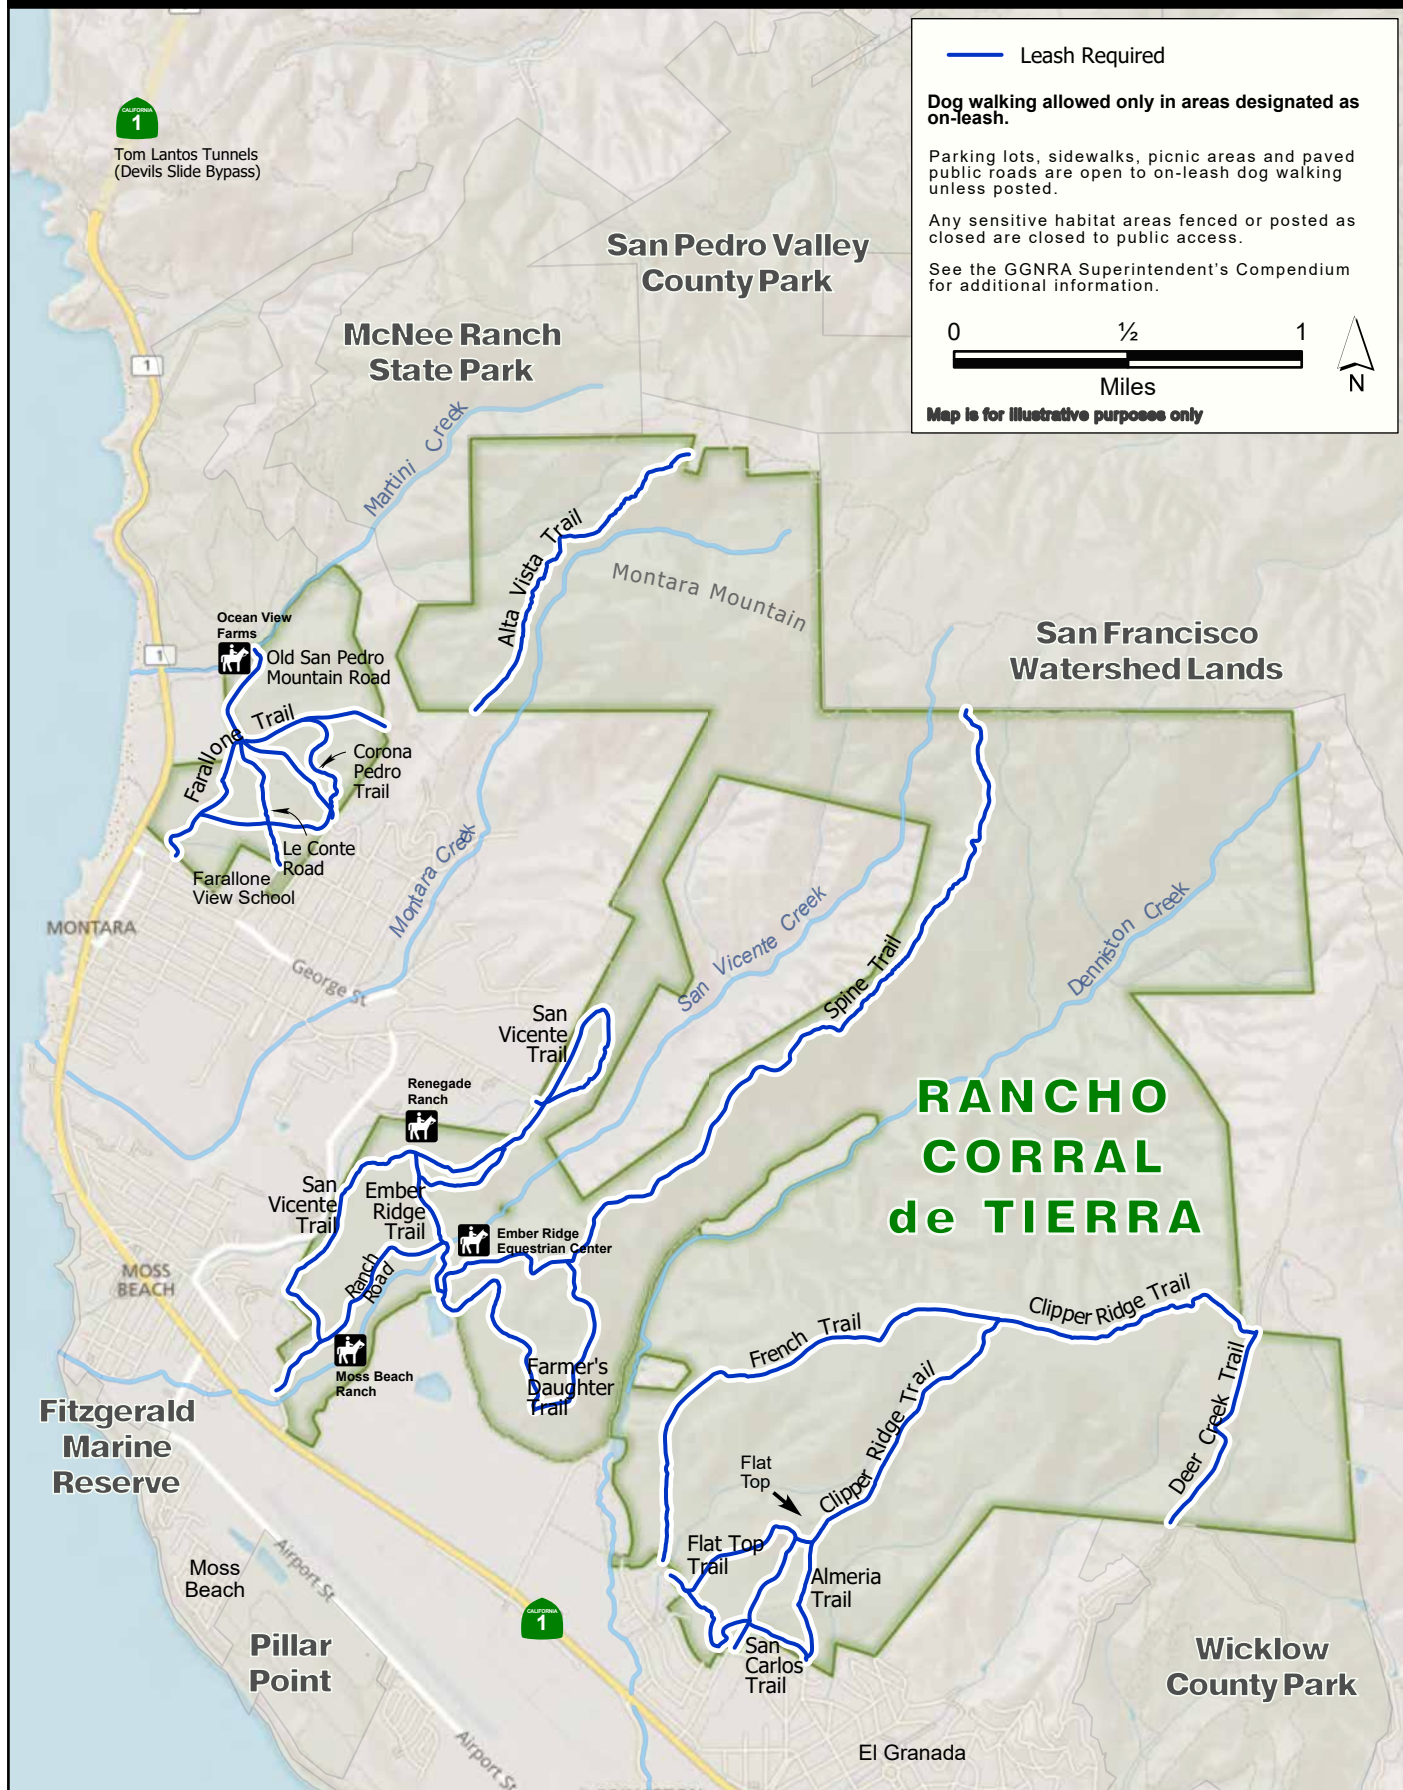 Leash Required
Dog walking allowed only in areas designated as
on-leash.
Parking lots, sidewalks, picnic areas and paved
public roads are open to on-leash dog walking
unless posted.
Any sensitive habitat areas fenced or posted as
closed are closed to public access.
See the GGNRA Superintendent's Compendium
for additional information.
0 ½ 1
Miles
N
Map is for illustrative purposes only
CALIFORNIA
1
Tom Lantos Tunnels
(Devils Slide Bypass)
San Pedro Valley
County Park
McNee Ranch
State Park
1
Martini Creek
Alta Vista Trail
Montara Mountain
Ocean View
Farms
1
Old San Pedro
Mountain Road
San Francisco
Watershed Lands
Farallone Trail
Corona
Pedro
Trail
Le Conte
Road
Farallone
View School
Montara Creek
MONTARA
George St
San Vicente Creek
Spine Trail
Denniston Creek
San
Vicente
Trail
Renegade
Ranch
RANCHO
CORRAL
de TIERRA
San
Vicente
Trail
Ember
Ridge
Trail
Ember Ridge
Equestrian Center
Ranch
Road
MOSS
BEACH
Moss Beach
Ranch
Farmer's
Daughter
Trail
French Trail
Clipper Ridge Trail
Clipper Ridge Trail
Deer Creek Trail
Fitzgerald
Marine
Reserve
Flat
Top
Flat Top
Trail
Almeria
Trail
San
Carlos
Trail
Moss
Beach
Airport St
CALIFORNIA
1
Pillar
Point
Wicklow
County Park
Airport St
El Granada